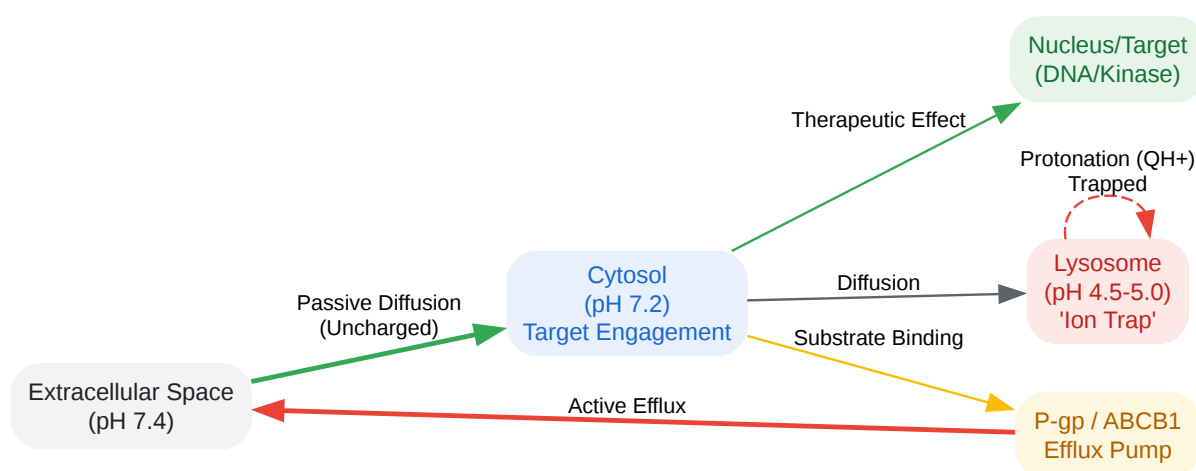 Nucleus/Target
(DNA/Kinase)
Therapeutic Effect
Protonation (QH+)
Trapped
Cytosol
(pH 7.2)
Target Engagement
Diffusion
Lysosome
(pH 4.5-5.0)
'Ion Trap'
Passive Diffusion
(Uncharged)
Substrate Binding
Extracellular Space
(pH 7.4)
Active Efflux
P-gp / ABCB1
Efflux Pump